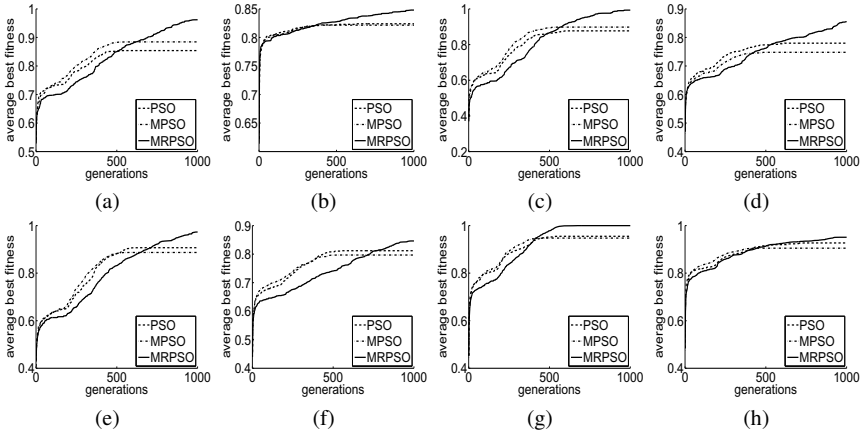 average best fitness
1
0.9
0.8
0.7
0.6
0.5
0
500
1000
generations
PSO
MPSO
MRPSO
(a)
average best fitness
0.85
0.8
0.75
0.7
0.65
0
500
1000
generations
PSO
MPSO
MRPSO
(b)
average best fitness
1
0.8
0.6
0.4
0.2
0
500
1000
generations
PSO
MPSO
MRPSO
(c)
average best fitness
0.9
0.8
0.7
0.6
0.5
0.4
0
500
1000
generations
PSO
MPSO
MRPSO
(d)
average best fitness
1
0.8
0.6
0.4
0
500
1000
generations
PSO
MPSO
MRPSO
(e)
average best fitness
0.9
0.8
0.7
0.6
0.5
0.4
0
500
1000
generations
PSO
MPSO
MRPSO
(f)
average best fitness
1
0.8
0.6
0.4
0
500
1000
generations
PSO
MPSO
MRPSO
(g)
average best fitness
1
0.8
0.6
0.4
0
500
1000
generations
PSO
MPSO
MRPSO
(h)